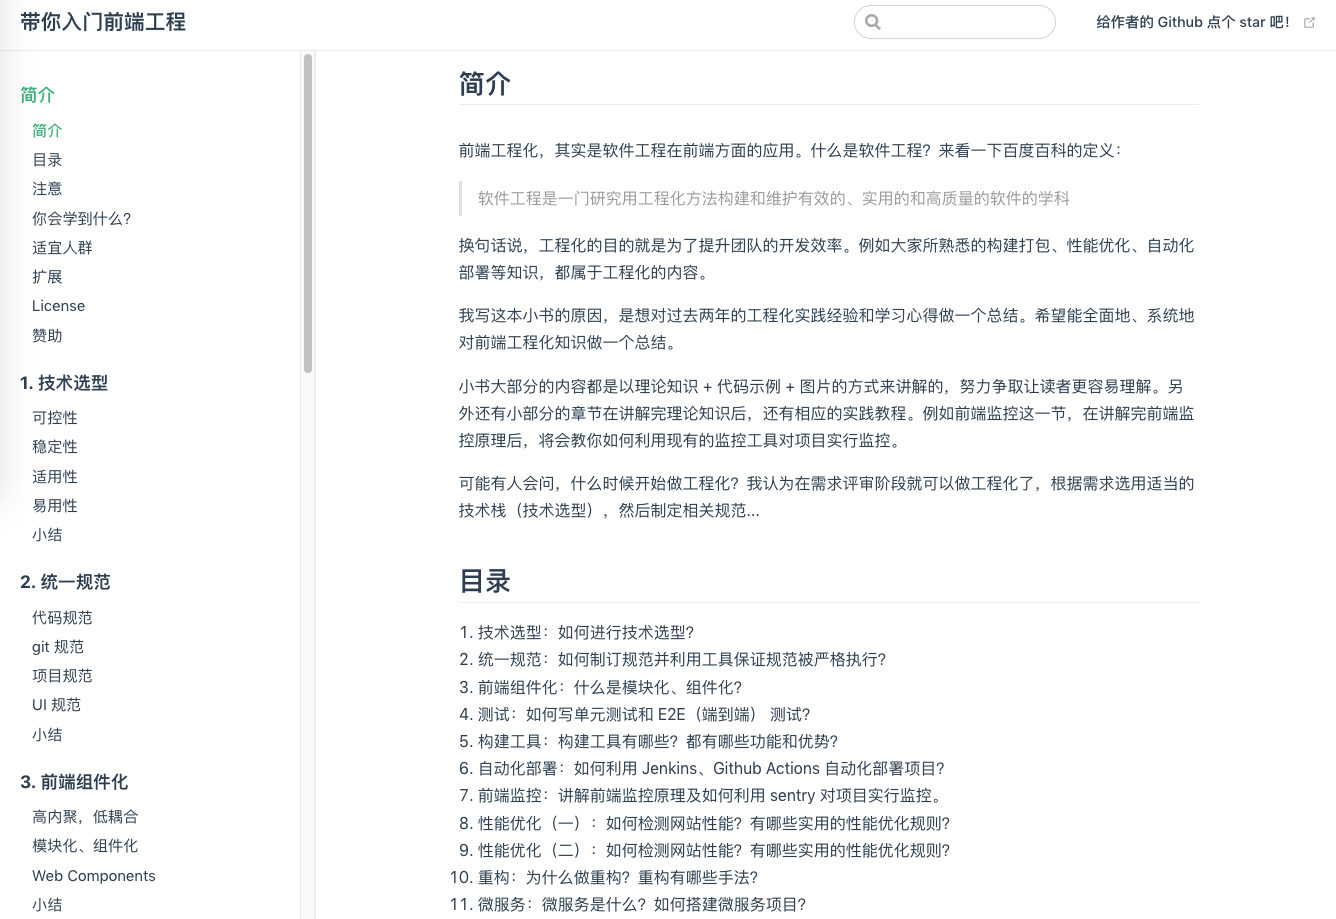 带你入门前端工程
给作者的 Github 点个 star 吧！
简介
简介
目录
注意
你会学到什么？
适宜人群
扩展
License
赞助
1. 技术选型
可控性
稳定性
适用性
易用性
小结
2. 统一规范
代码规范
git 规范
项目规范
UI 规范
小结
3. 前端组件化
高内聚，低耦合
模块化、组件化
Web Components
小结
简介
前端工程化，其实是软件工程在前端方面的应用。什么是软件工程？来看一下百度百科的定义：
软件工程是一门研究用工程化方法构建和维护有效的、实用的和高质量的软件的学科
换句话说，工程化的目的就是为了提升团队的开发效率。例如大家所熟悉的构建打包、性能优化、自动化
部署等知识，都属于工程化的内容。
我写这本小书的原因，是想对过去两年的工程化实践经验和学习心得做一个总结。希望能全面地、系统地
对前端工程化知识做一个总结。
小书大部分的内容都是以理论知识 + 代码示例 + 图片的方式来讲解的，努力争取让读者更容易理解。另
外还有小部分的章节在讲解完理论知识后，还有相应的实践教程。例如前端监控这一节，在讲解完前端监
控原理后，将会教你如何利用现有的监控工具对项目实行监控。
可能有人会问，什么时候开始做工程化？我认为在需求评审阶段就可以做工程化了，根据需求选用适当的
技术栈（技术选型），然后制定相关规范...
目录
1. 技术选型：如何进行技术选型？
2. 统一规范：如何制订规范并利用工具保证规范被严格执行？
3. 前端组件化：什么是模块化、组件化？
4. 测试：如何写单元测试和 E2E（端到端） 测试？
5. 构建工具：构建工具有哪些？都有哪些功能和优势？
6. 自动化部署：如何利用 Jenkins、Github Actions 自动化部署项目？
7. 前端监控：讲解前端监控原理及如何利用 sentry 对项目实行监控。
8. 性能优化（一）：如何检测网站性能？有哪些实用的性能优化规则？
9. 性能优化（二）：如何检测网站性能？有哪些实用的性能优化规则？
10. 重构：为什么做重构？重构有哪些手法？
11. 微服务：微服务是什么？如何搭建微服务项目？